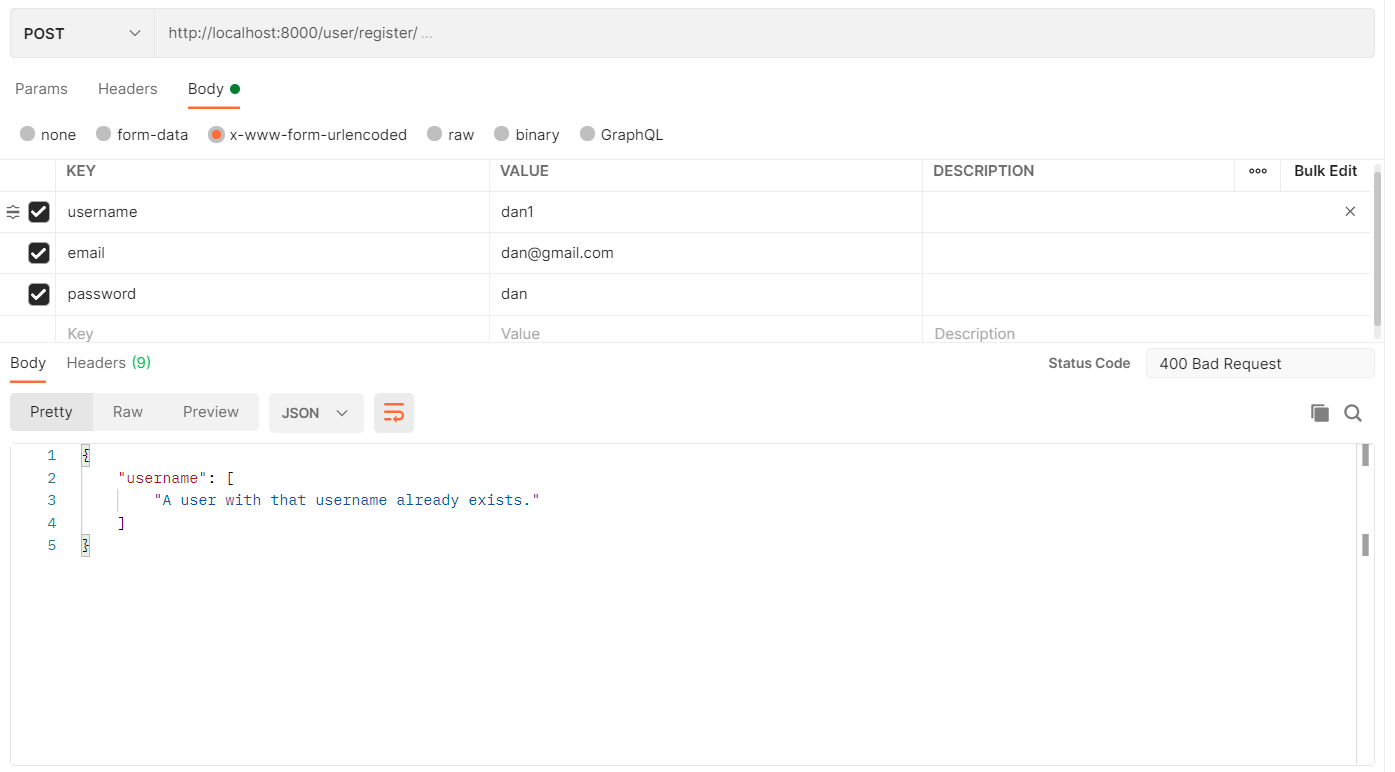 POST http://localhost:8000/user/register/ ...
Params Headers Body
none form-data x-www-form-urlencoded raw binary GraphQL
KEY VALUE DESCRIPTION ooo Bulk Edit
username dan1
email dan@gmail.com
password dan
Key Value Description
Body Headers (9) Status Code 400 Bad Request
Pretty Raw Preview JSON
1 {
2 "username": [
3 "A user with that username already exists."
4 ]
5 }